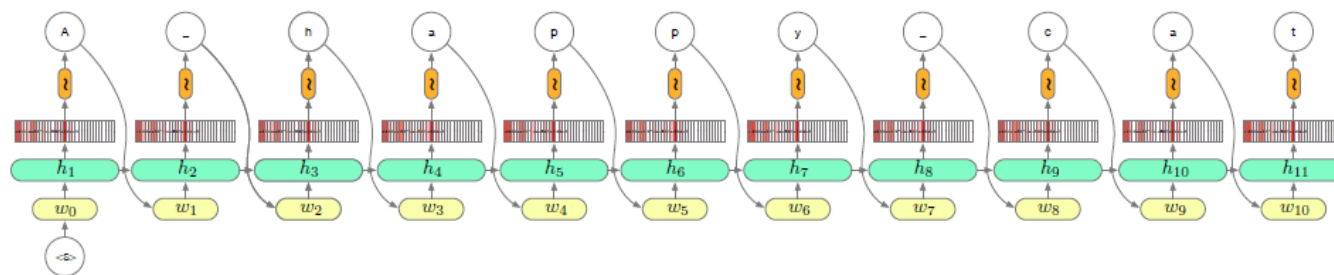 A _ h a p p y _ c a t
~ ~ ~ ~ ~ ~ ~ ~ ~ ~ ~
h₁ h₂ h₃ h₄ h₅ h₆ h₇ h₈ h₉ h₁₀ h₁₁
w₀ w₁ w₂ w₃ w₄ w₅ w₆ w₇ w₈ w₉ w₁₀
<s>